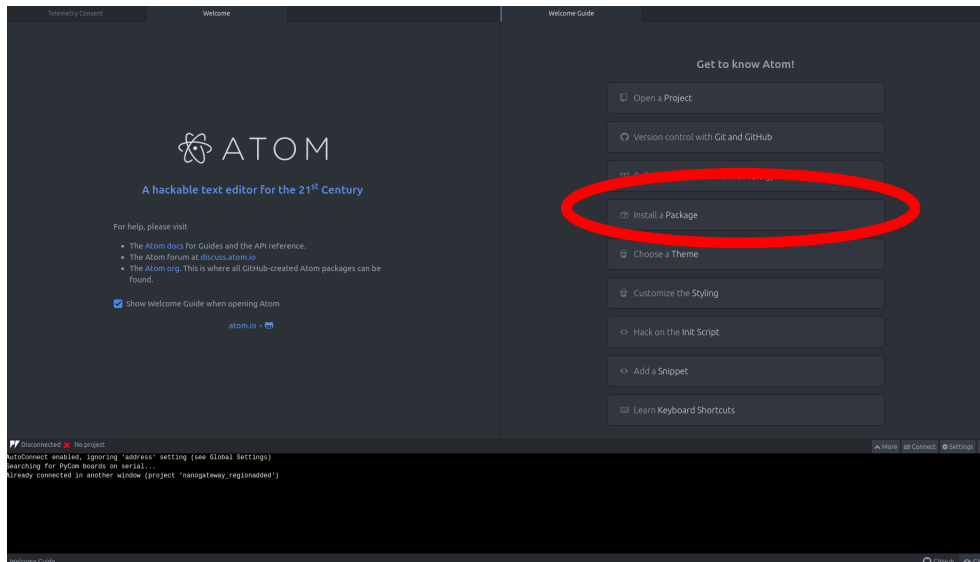 Telemetry Consent
Welcome
Welcome Guide
ATOM
A hackable text editor for the 21st Century
For help, please visit
The Atom docs for Guides and the API reference.
The Atom forum at discuss.atom.io
The Atom org. This is where all GitHub-created Atom packages can be
found.
Show Welcome Guide when opening Atom
atom.io ×
Get to know Atom!
Open a Project
Version control with Git and GitHub
Install a Package
Choose a Theme
Customize the Styling
Hack on the Init Script
Add a Snippet
Learn Keyboard Shortcuts
Disconnected No project
More Connect Settings
AutoConnect enabled, ignoring 'address' setting (see Global Settings)
Searching for PyCom boards on serial...
Already connected in another window (project 'nanogateway_regionadded')
Welcome Guide
GitHub